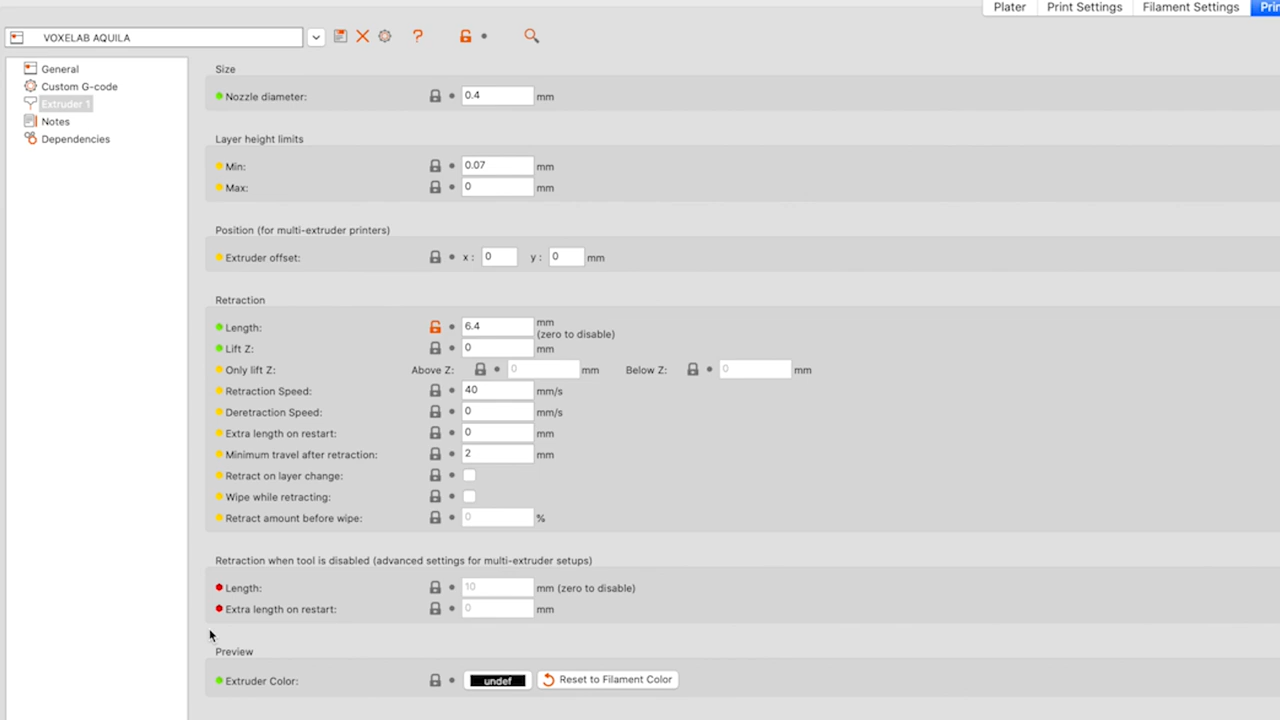 Plater Print Settings Filament Settings Prin
VOXELAB AQUILA ?
General
Custom G-code
Extruder 1
Notes
Dependencies
Size
Nozzle diameter: 0.4 mm
Layer height limits
Min: 0.07 mm
Max: 0 mm
Position (for multi-extruder printers)
Extruder offset: x : 0 y : 0 mm
Retraction
Length: 6.4 mm (zero to disable)
Lift Z: 0 mm
Only lift Z: Above Z: 0 mm Below Z: 0 mm
Retraction Speed: 40 mm/s
Deretraction Speed: 0 mm/s
Extra length on restart: 0 mm
Minimum travel after retraction: 2 mm
Retract on layer change:
Wipe while retracting:
Retract amount before wipe: 0 %
Retraction when tool is disabled (advanced settings for multi-extruder setups)
Length: 10 mm (zero to disable)
Extra length on restart: 0 mm
Preview
Extruder Color: undef Reset to Filament Color